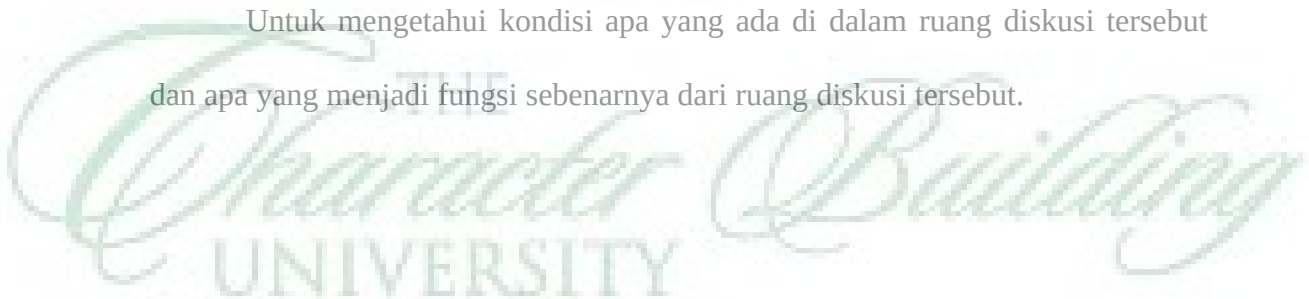 Untuk mengetahui kondisi apa yang ada di dalam ruang diskusi tersebut
dan apa yang menjadi fungsi sebenarnya dari ruang diskusi tersebut.
THE
Character Building
UNIVERSITY